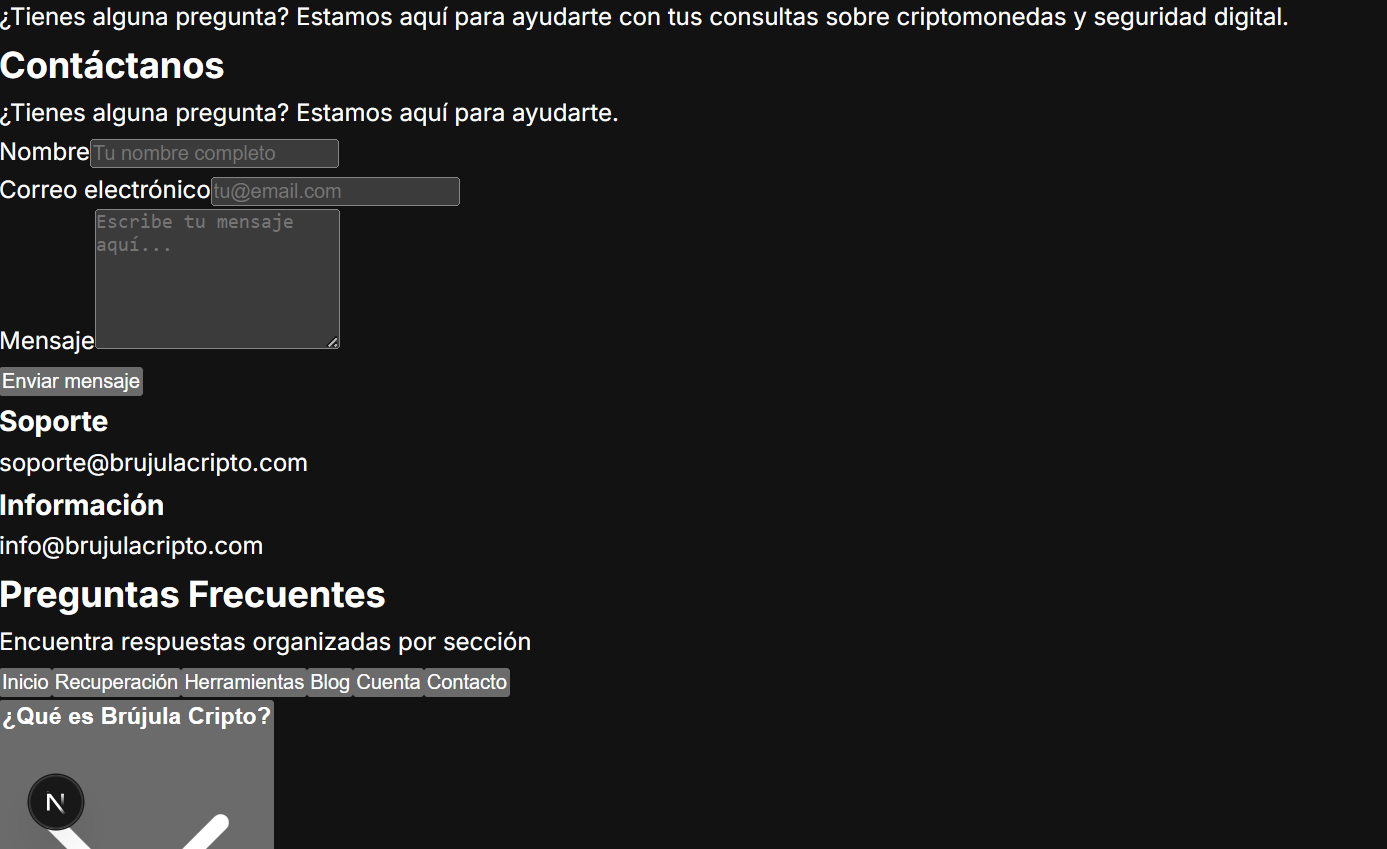 ¿Tienes alguna pregunta? Estamos aquí para ayudarte con tus consultas sobre criptomonedas y seguridad digital.
Contáctanos
¿Tienes alguna pregunta? Estamos aquí para ayudarte.
Nombre Tu nombre completo
Correo electrónico tu@email.com
Escribe tu mensaje
aquí...
Mensaje
Enviar mensaje
Soporte
soporte@brujulacripto.com
Información
info@brujulacripto.com
Preguntas Frecuentes
Encuentra respuestas organizadas por sección
Inicio Recuperación Herramientas Blog Cuenta Contacto
¿Qué es Brújula Cripto?
N